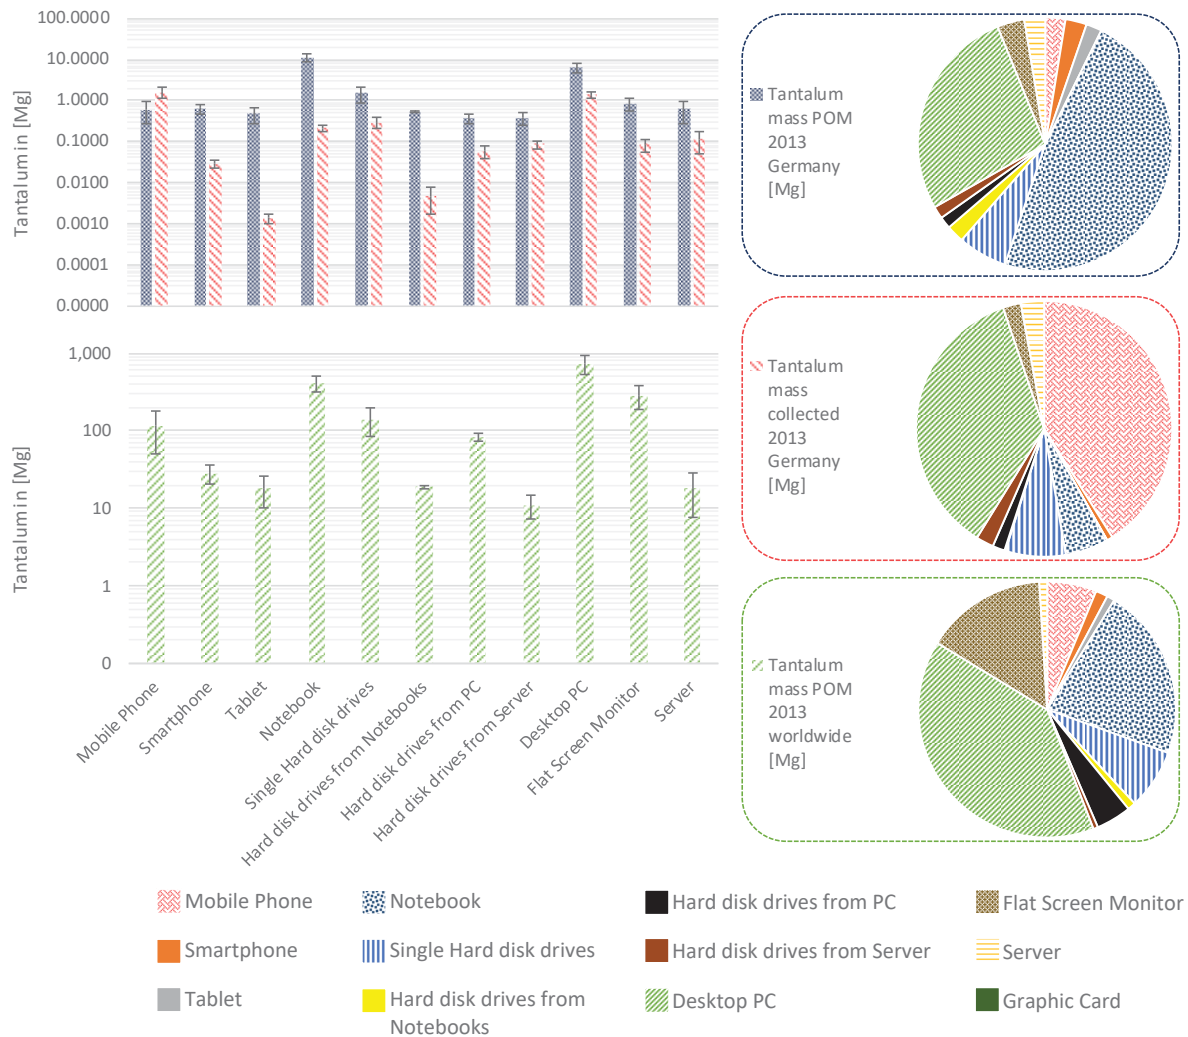 100.0000
10.0000
1.0000
0.1000
0.0100
0.0010
0.0001
0.0000
Tantalum in [Mg]
1,000
100
10
1
0
Tantalum in [Mg]
Mobile Phone
Smartphone
Tablet
Notebook
Single Hard disk drives
Hard disk drives from Notebooks
Hard disk drives from PC
Hard disk drives from Server
Desktop PC
Flat Screen Monitor
Server
Tantalum
mass POM
2013
Germany
[Mg]
Tantalum
mass
collected
2013
Germany
[Mg]
Tantalum
mass POM
2013
worldwide
[Mg]
Mobile Phone
Notebook
Hard disk drives from PC
Flat Screen Monitor
Smartphone
Single Hard disk drives
Hard disk drives from Server
Server
Tablet
Hard disk drives from
Notebooks
Desktop PC
Graphic Card